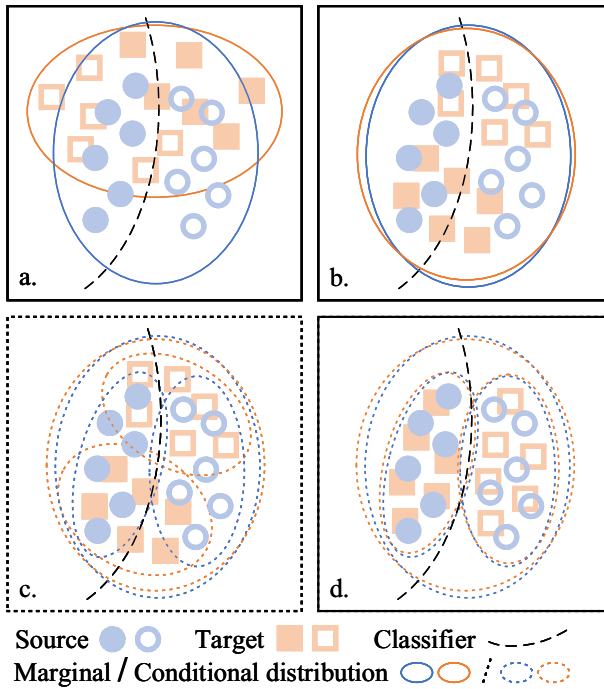 a.
b.
c.
d.
Source Target Classifier
Marginal / Conditional distribution /